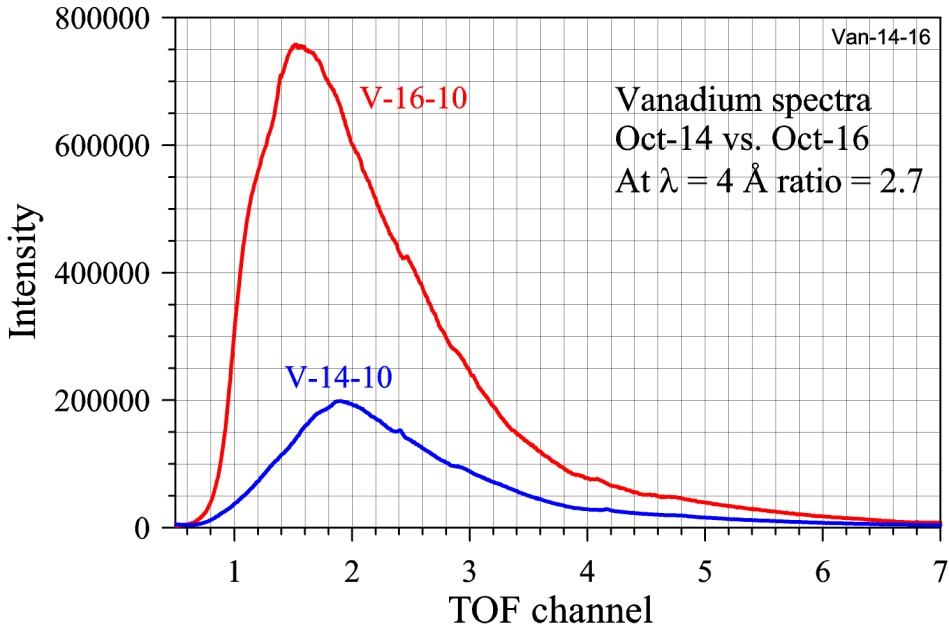 800000
600000
400000
200000
0
Intensity
Van-14-16
V-16-10
Vanadium spectra
Oct-14 vs. Oct-16
At λ = 4 Å ratio = 2.7
V-14-10
1 2 3 4 5 6 7
TOF channel